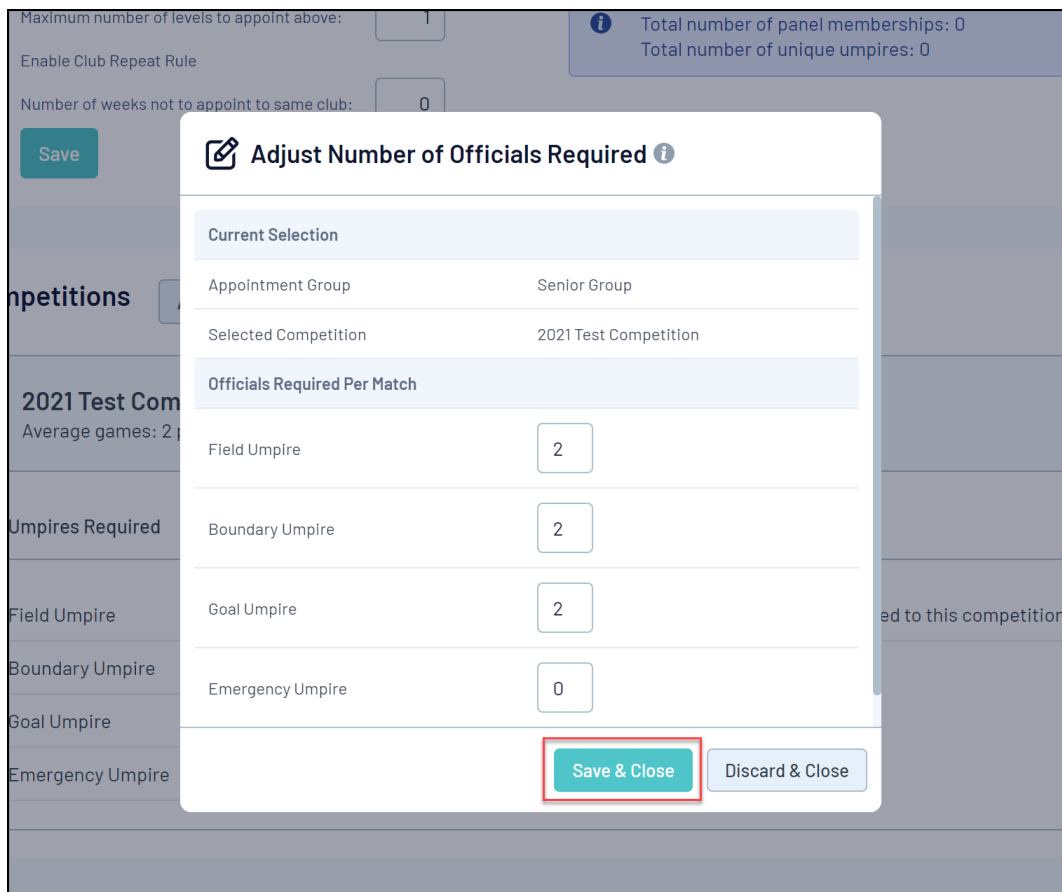 Maximum number of levels to appoint above: 1
Total number of panel memberships: 0
Total number of unique umpires: 0
Enable Club Repeat Rule
Number of weeks not to appoint to same club: 0
Save
Adjust Number of Officials Required
Current Selection
Appointment Group Senior Group
Selected Competition 2021 Test Competition
Officials Required Per Match
Field Umpire 2
Boundary Umpire 2
Goal Umpire 2
Emergency Umpire 0
Save & Close Discard & Close
mpetitions
2021 Test Com
Average games: 2 p
Umpires Required
Field Umpire ed to this competition
Boundary Umpire
Goal Umpire
Emergency Umpire